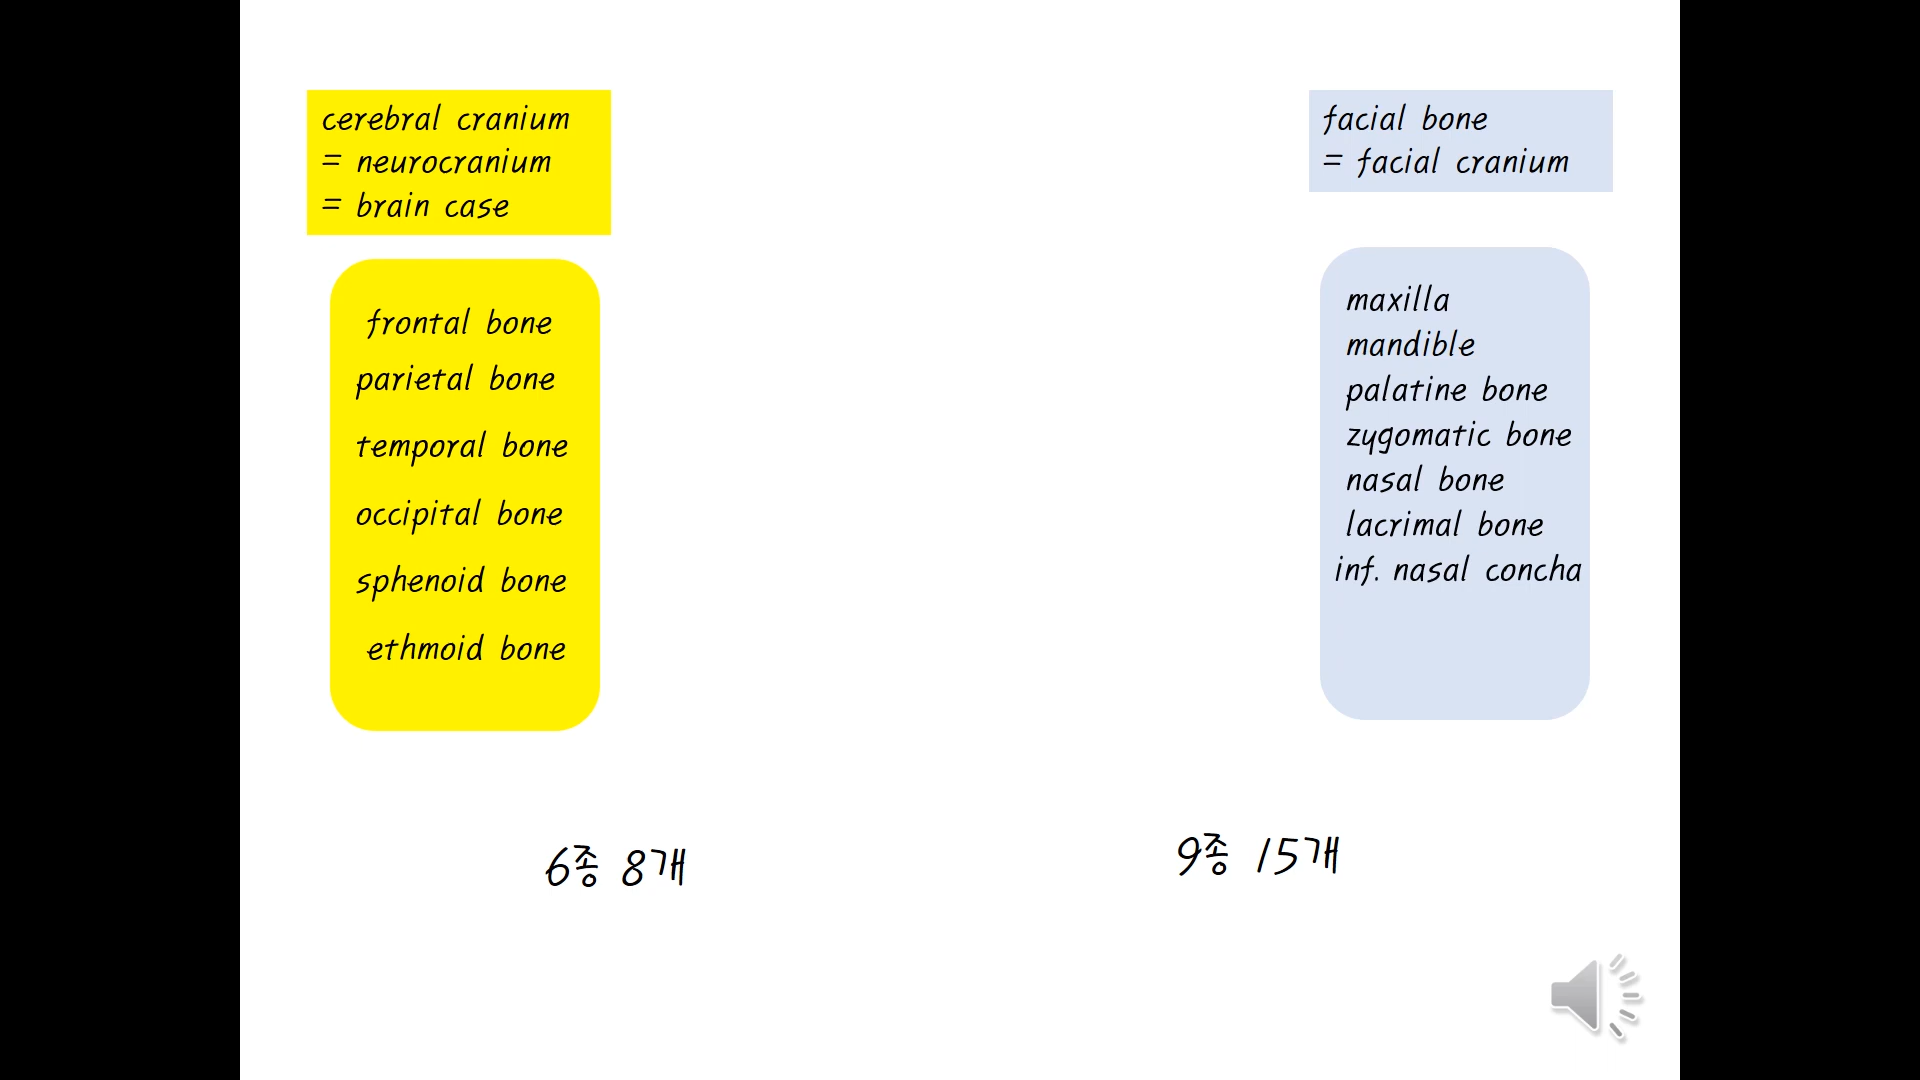 cerebral cranium
= neurocranium
= brain case
frontal bone
parietal bone
temporal bone
occipital bone
sphenoid bone
ethmoid bone
6종 8개
facial bone
= facial cranium
maxilla
mandible
palatine bone
zygomatic bone
nasal bone
lacrimal bone
inf. nasal concha
9종 15개